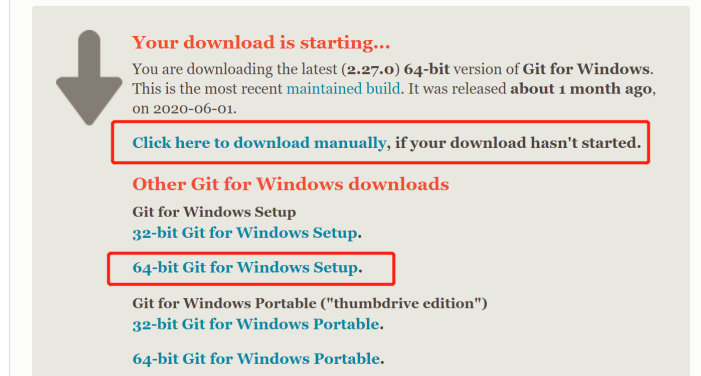 Your download is starting...
You are downloading the latest (2.27.0) 64-bit version of Git for Windows.
This is the most recent maintained build. It was released about 1 month ago,
on 2020-06-01.
Click here to download manually, if your download hasn't started.
Other Git for Windows downloads
Git for Windows Setup
32-bit Git for Windows Setup.
64-bit Git for Windows Setup.
Git for Windows Portable ("thumbdrive edition")
32-bit Git for Windows Portable.
64-bit Git for Windows Portable.